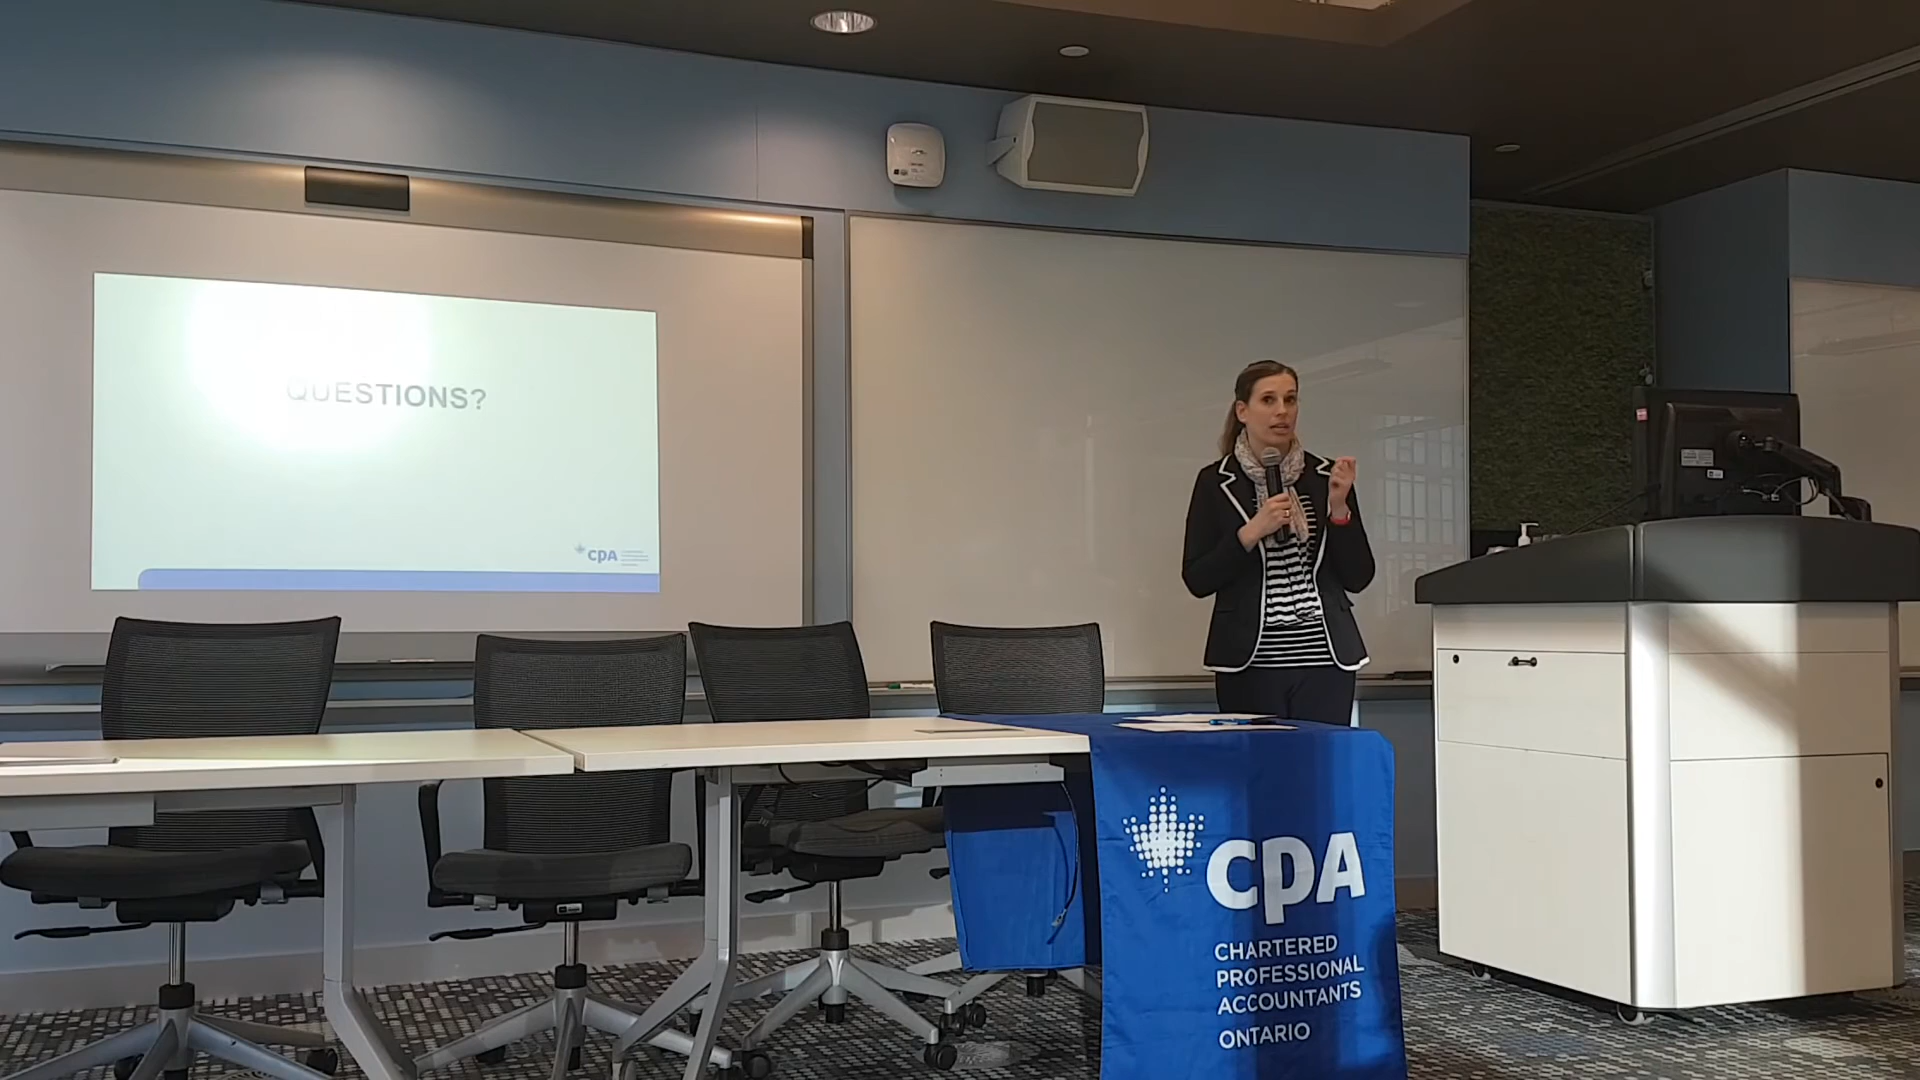 QUESTIONS?
CPA
CPA
CHARTERED
PROFESSIONAL
ACCOUNTANTS
ONTARIO